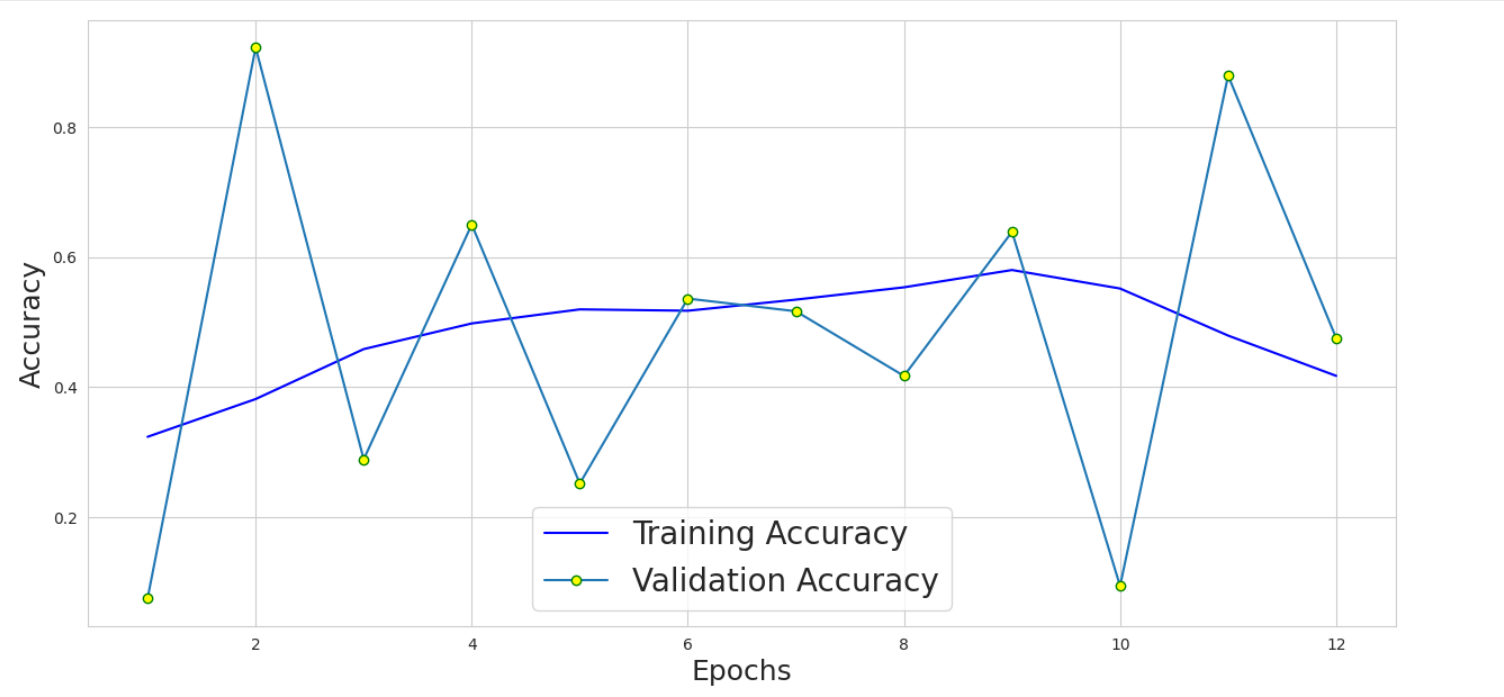 Accuracy
0.8
0.6
0.4
0.2
Training Accuracy
Validation Accuracy
2 4 6 8 10 12
Epochs